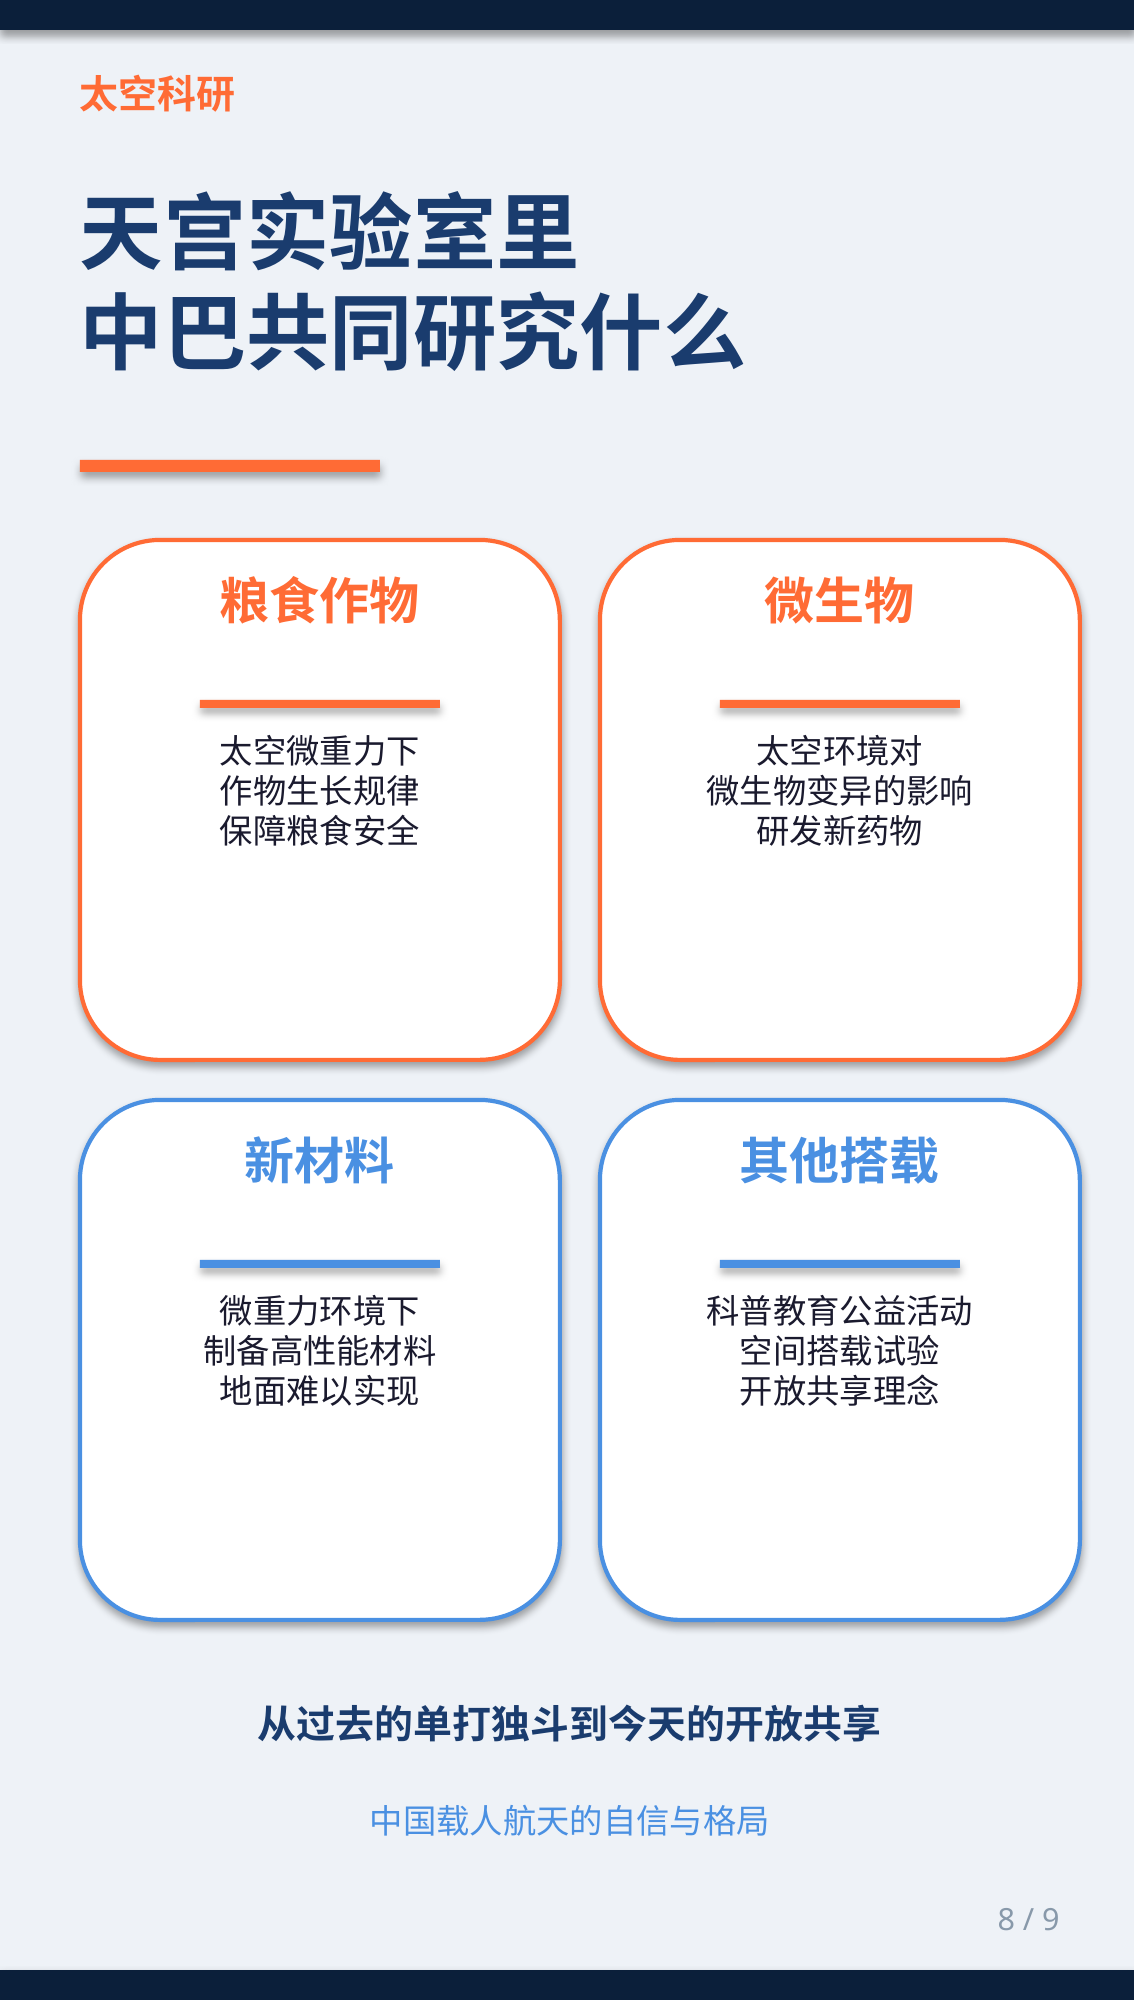 太空科研
天宫实验室里
中巴共同研究什么
粮食作物
太空微重力下
作物生长规律
保障粮食安全
微生物
太空环境对
微生物变异的影响
研发新药物
新材料
微重力环境下
制备高性能材料
地面难以实现
其他搭载
科普教育公益活动
空间搭载试验
开放共享理念
从过去的单打独斗到今天的开放共享
中国载人航天的自信与格局
8 / 9